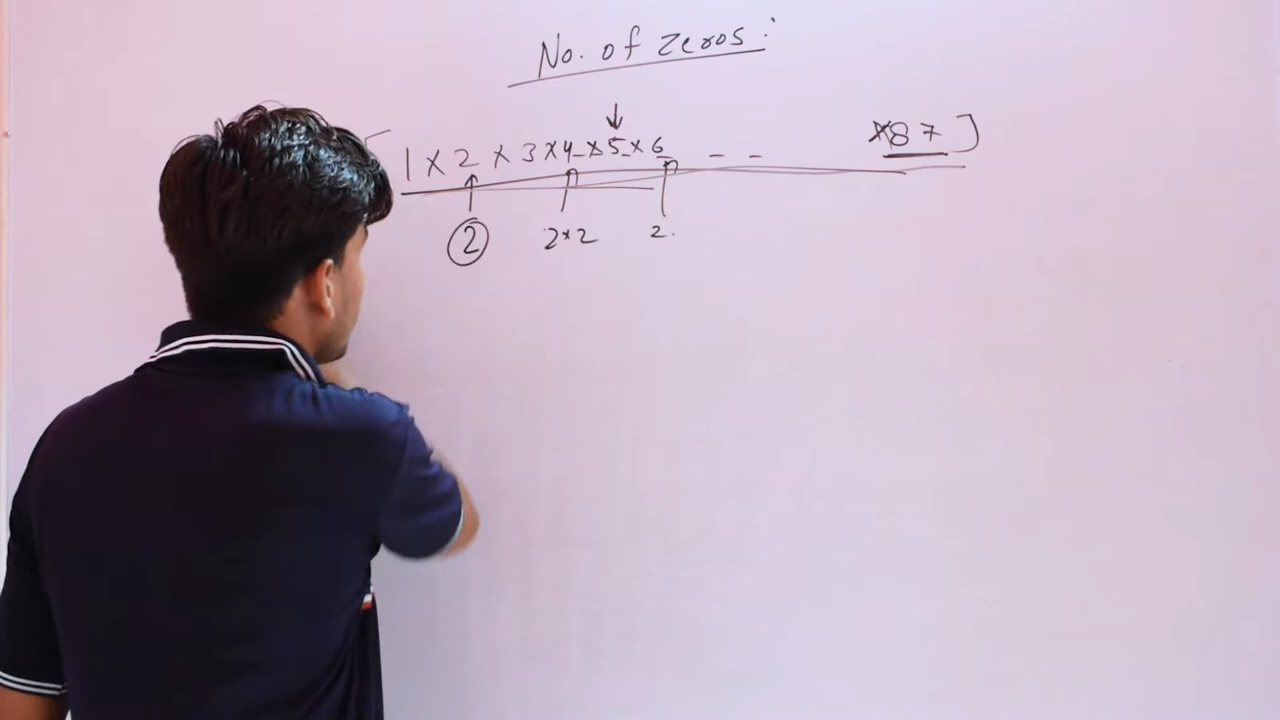 No. of zeros :
[ 1 × 2 × 3 × 4 × 5 × 6 - - × 87 ]
2 2×2 2.